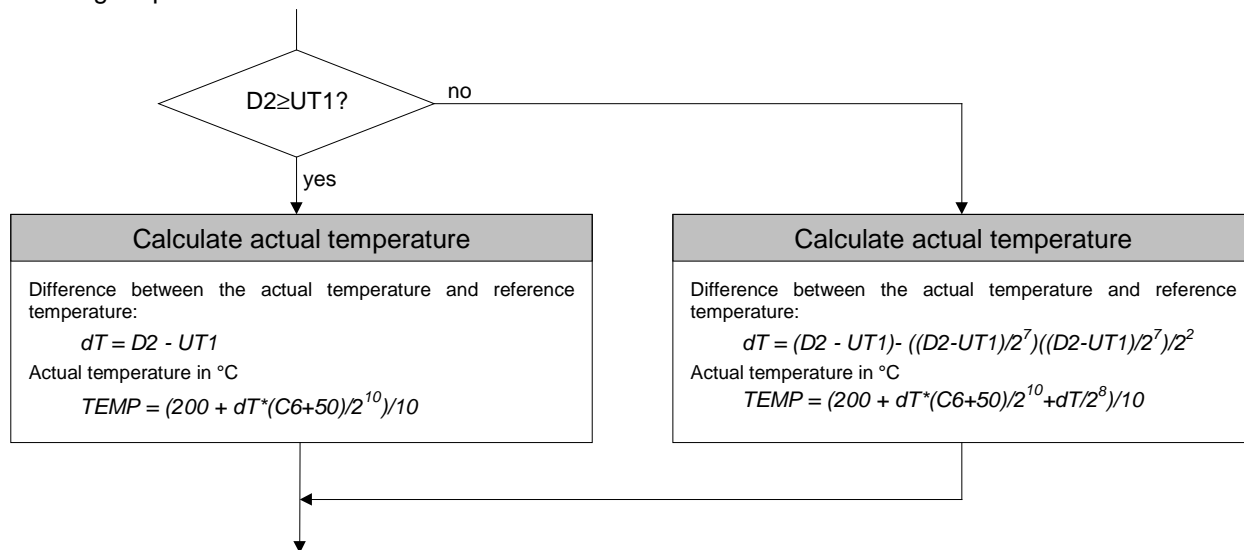 D2≥UT1?
no
yes
Calculate actual temperature
Difference between the actual temperature and reference
temperature:
dT = D2 - UT1
Actual temperature in °C
TEMP = (200 + dT*(C6+50)/2^10)/10
Calculate actual temperature
Difference between the actual temperature and reference
temperature:
dT = (D2 - UT1)- ((D2-UT1)/2^7)((D2-UT1)/2^7)/2^2
Actual temperature in °C
TEMP = (200 + dT*(C6+50)/2^10+dT/2^8)/10